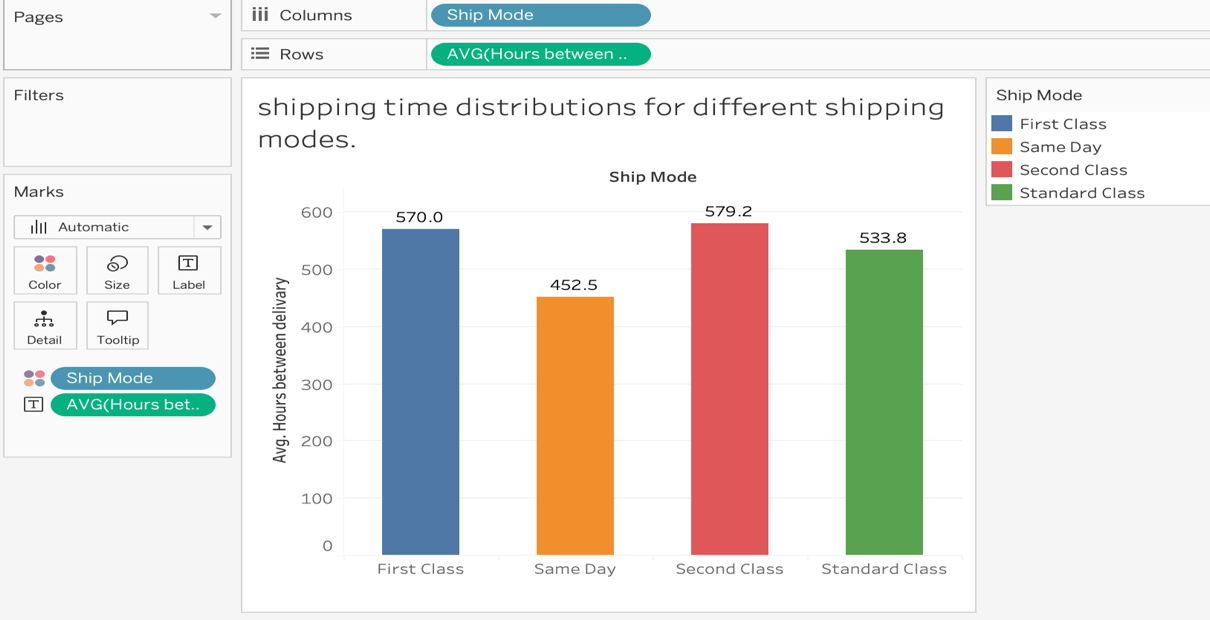 Pages
Columns
Ship Mode
Rows
AVG(Hours between ..
Filters
Marks
Automatic
Color
Size
Label
Detail
Tooltip
Ship Mode
AVG(Hours bet..
shipping time distributions for different shipping
modes.
Ship Mode
Avg. Hours between delivary
600
500
400
300
200
100
0
570.0
452.5
579.2
533.8
First Class
Same Day
Second Class
Standard Class
Ship Mode
First Class
Same Day
Second Class
Standard Class